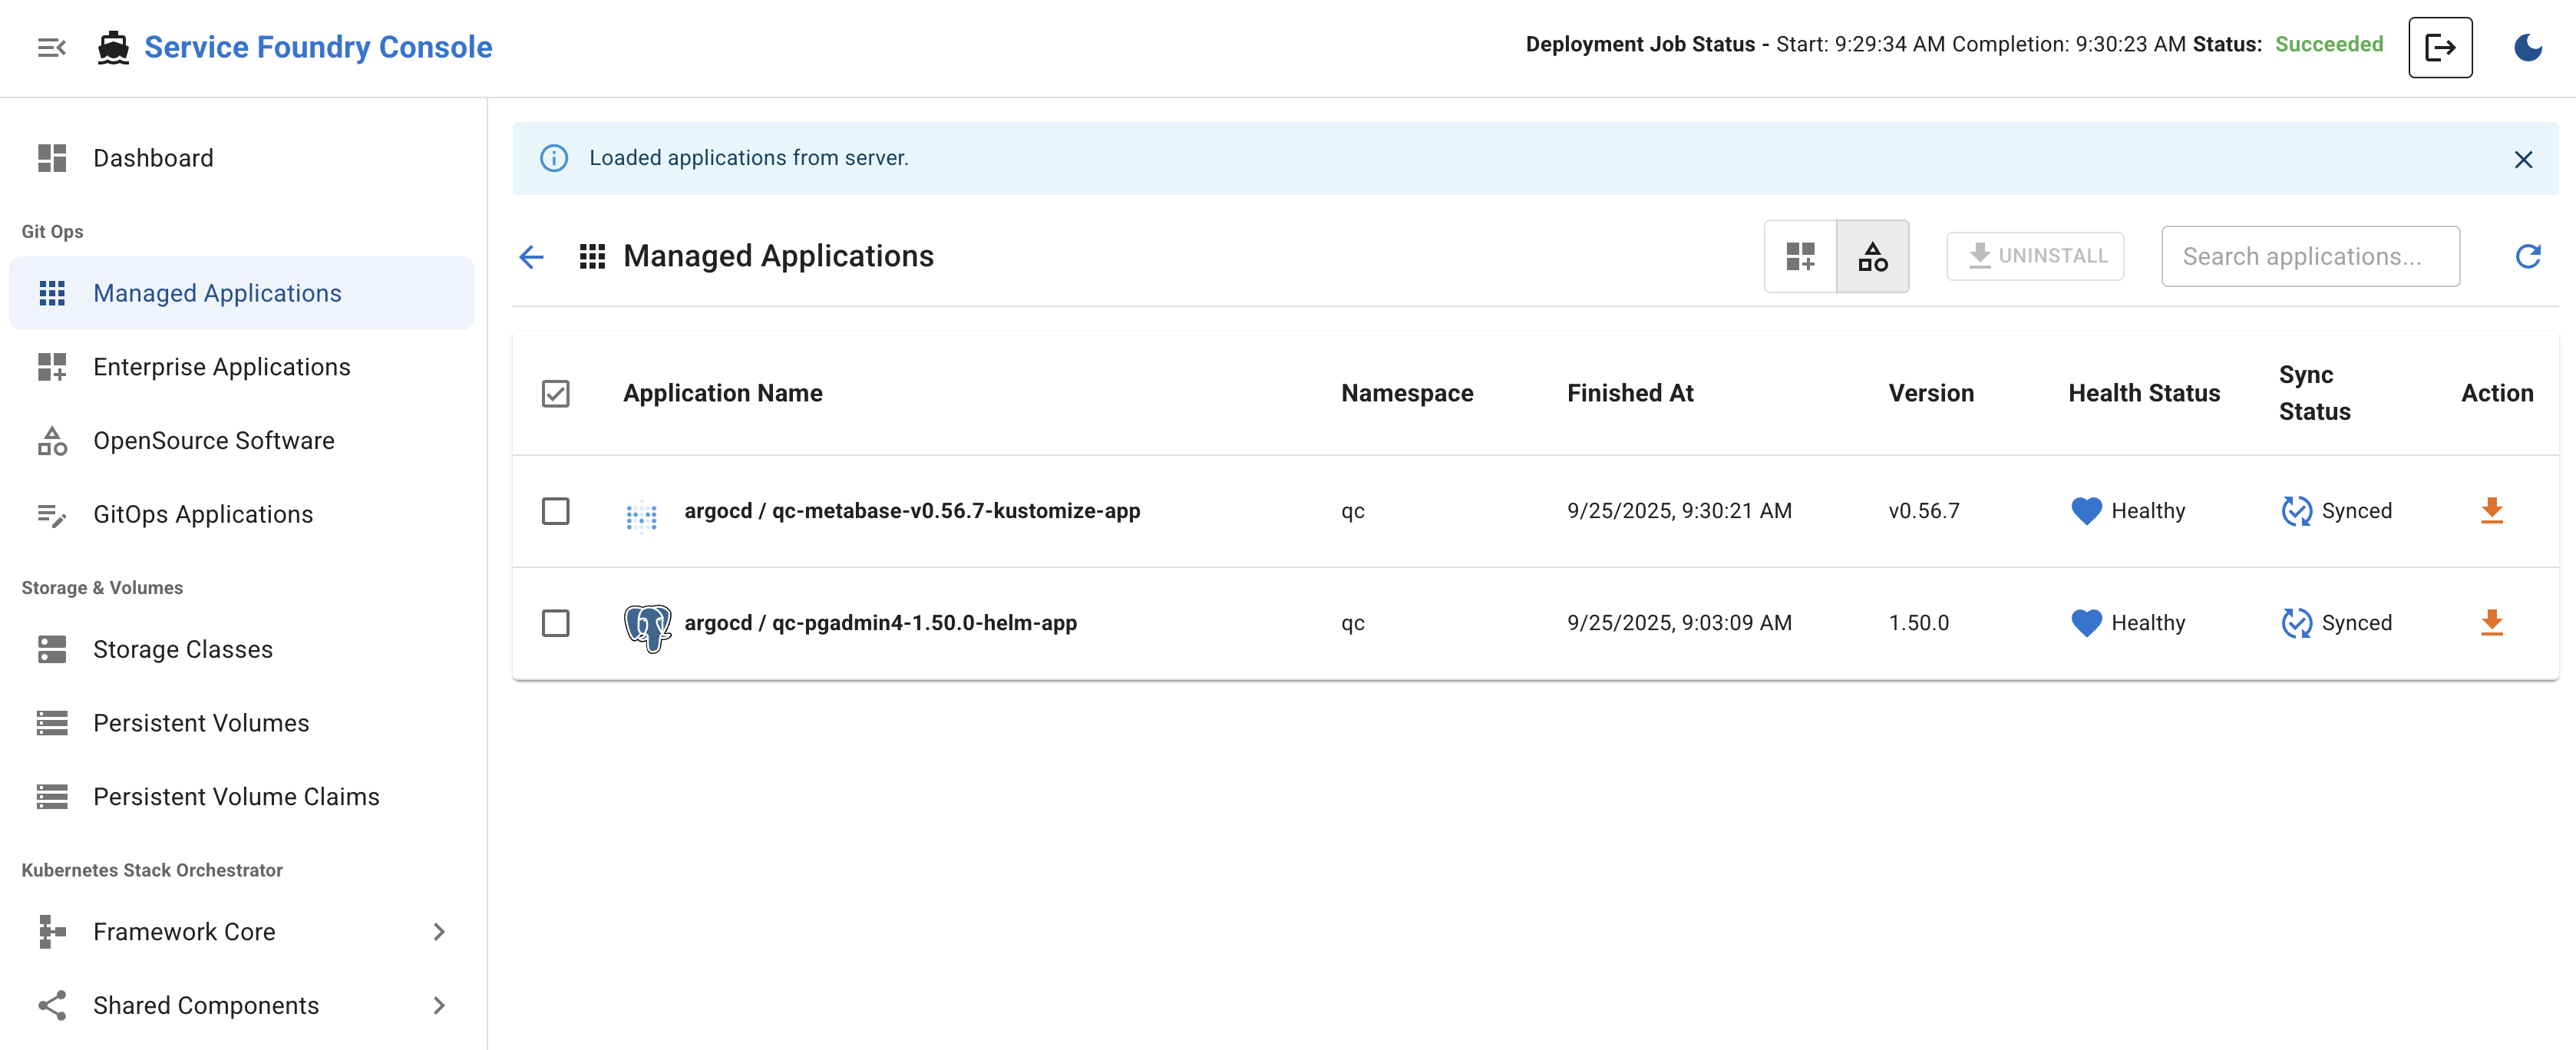 Service Foundry Console
Deployment Job Status - Start: 9:29:34 AM Completion: 9:30:23 AM Status: Succeeded
Dashboard
Git Ops
Managed Applications
Enterprise Applications
OpenSource Software
GitOps Applications
Storage & Volumes
Storage Classes
Persistent Volumes
Persistent Volume Claims
Kubernetes Stack Orchestrator
Framework Core
Shared Components
Loaded applications from server.
Managed Applications
UNINSTALL
Search applications...
Application Name Namespace Finished At Version Health Status Sync Status Action
argocd / qc-metabase-v0.56.7-kustomize-app qc 9/25/2025, 9:30:21 AM v0.56.7 Healthy Synced
argocd / qc-pgadmin4-1.50.0-helm-app qc 9/25/2025, 9:03:09 AM 1.50.0 Healthy Synced